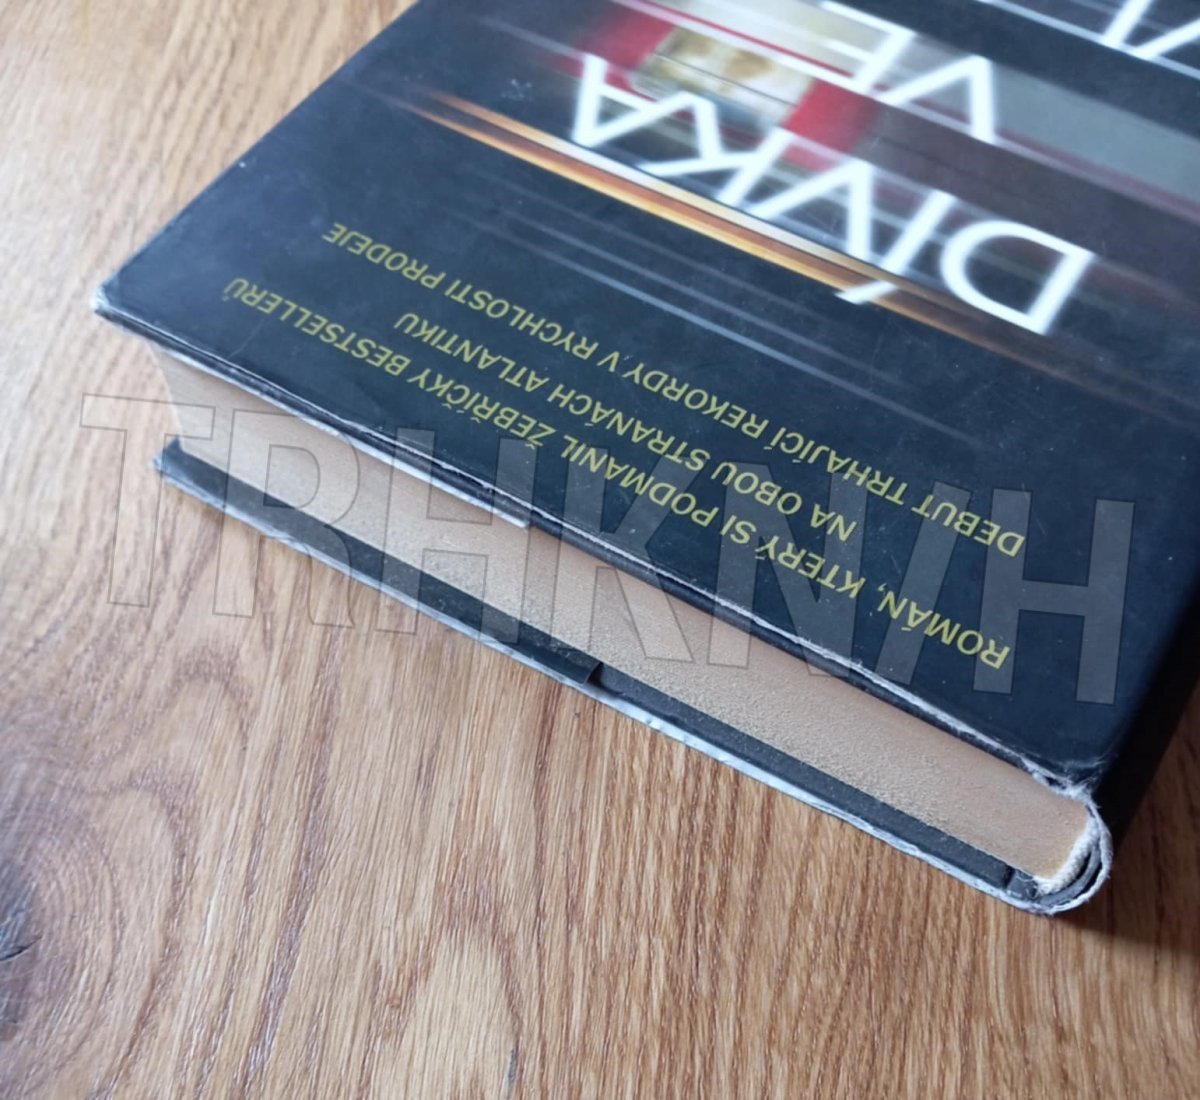 ROMÁN, KTERÝ SI PODMANIL ŽEBŘÍČKY BESTSELLERŮ
NA OBOU STRANÁCH ATLANTIKU
DEBUT TRHAJÍCÍ REKORDY V RYCHLOSTI PRODEJE
DÍVKA
VE
TRHKNIH